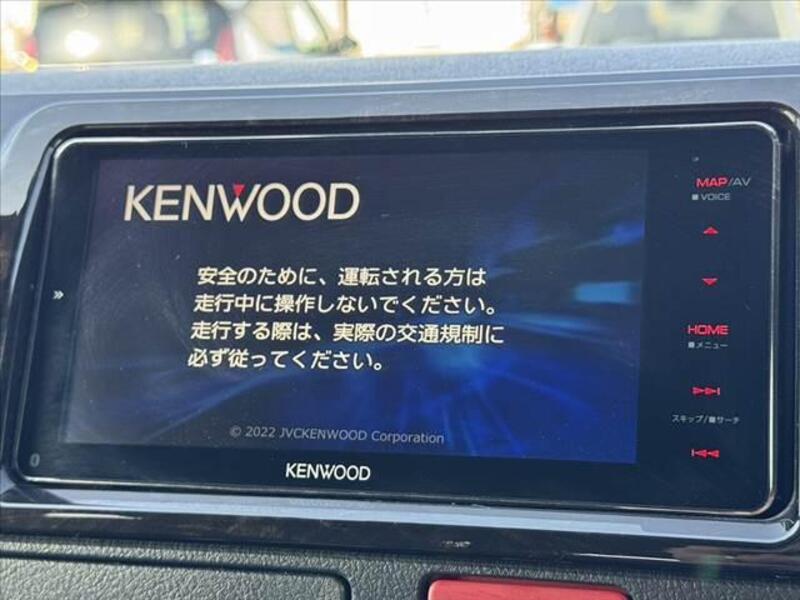 KENWOOD
安全のために、運転される方は
走行中に操作しないでください。
走行する際は、実際の交通規制に
必ず従ってください。
© 2022 JVCKENWOOD Corporation
KENWOOD
MAP/AV
■ VOICE
HOME
■メニュー
スキップ/■サーチ